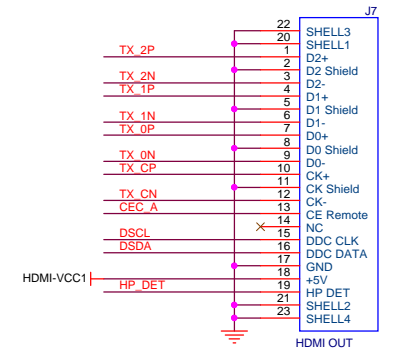 J7
22 SHELL3
20 SHELL1
TX_2P 1 D2+
2 D2 Shield
TX_2N 3 D2-
TX_1P 4 D1+
5 D1 Shield
TX_1N 6 D1-
TX_0P 7 D0+
8 D0 Shield
TX_0N 9 D0-
TX_CP 10 CK+
11 CK Shield
TX_CN 12 CK-
CEC_A 13 CE Remote
14 NC
DSCL 15 DDC CLK
DSDA 16 DDC DATA
17 GND
HDMI-VCC1 18 +5V
HP_DET 19 HP DET
21 SHELL2
23 SHELL4
HDMI OUT